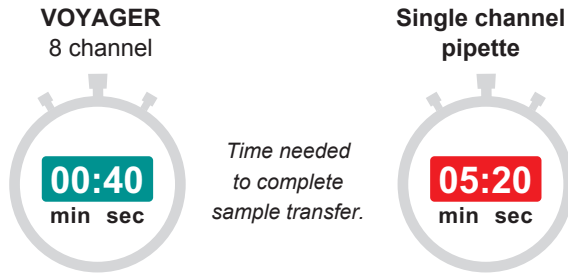 VOYAGER
8 channel
00:40
min sec
Time needed
to complete
sample transfer.
Single channel
pipette
05:20
min sec